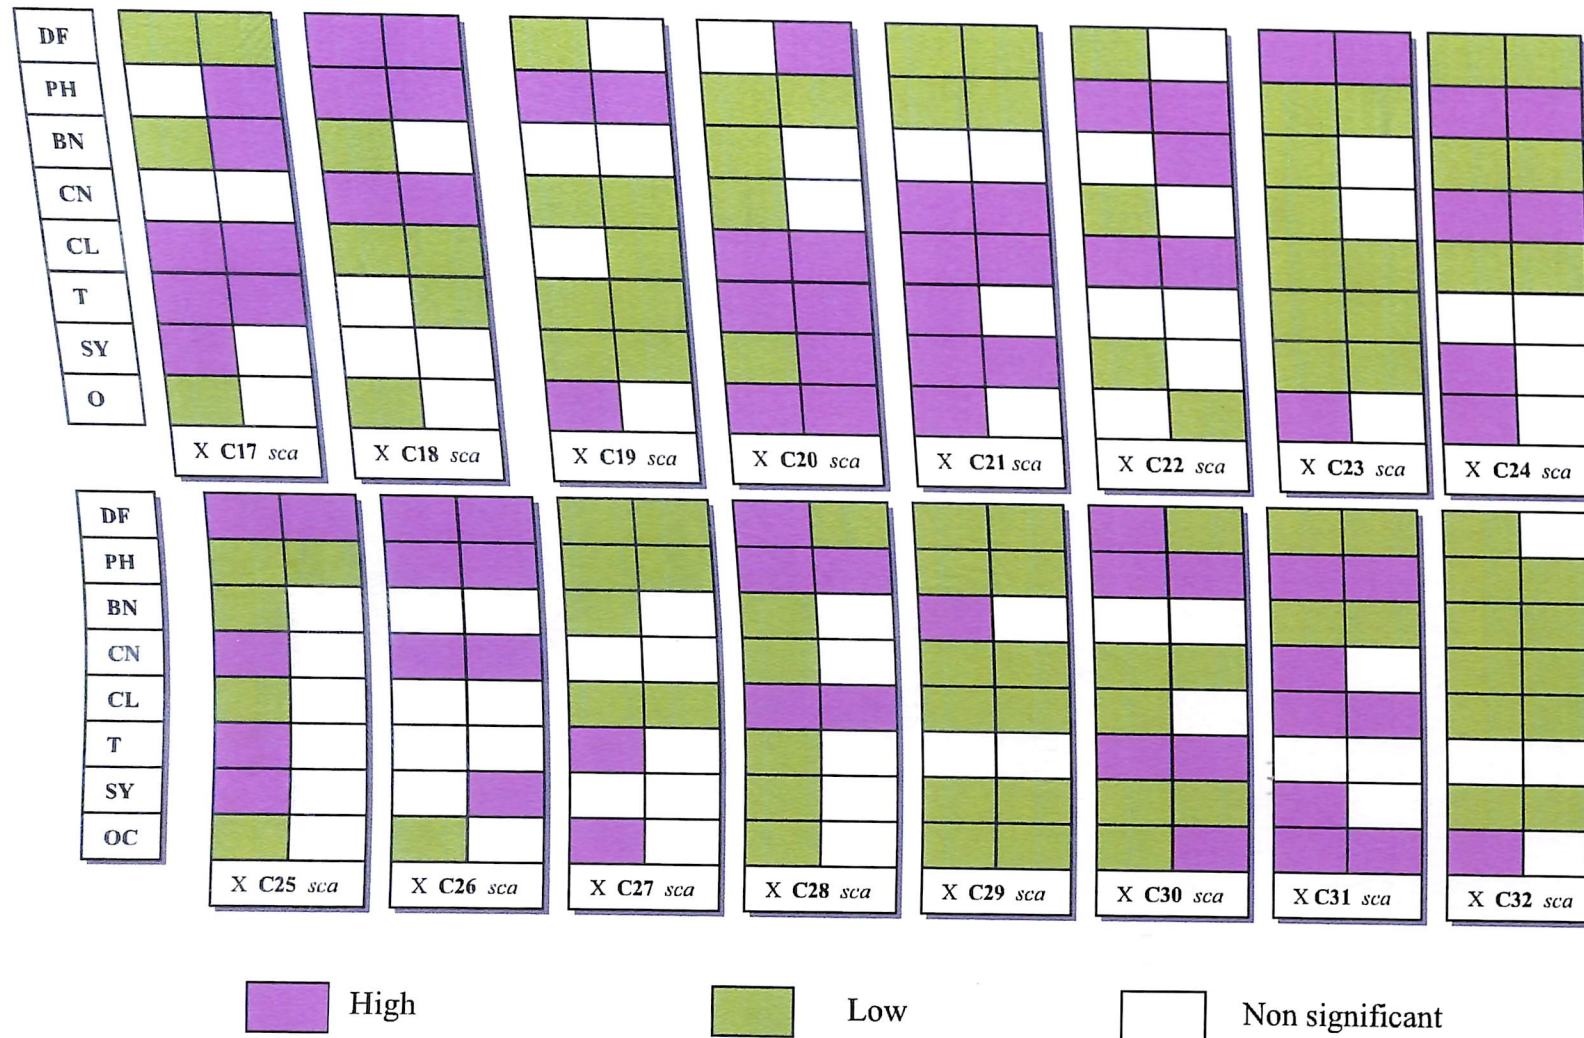 DF
PH
BN
CN
CL
T
SY
O
X C17 sca
X C18 sca
X C19 sca
X C20 sca
X C21 sca
X C22 sca
X C23 sca
X C24 sca
DF
PH
BN
CN
CL
T
SY
OC
X C25 sca
X C26 sca
X C27 sca
X C28 sca
X C29 sca
X C30 sca
X C31 sca
X C32 sca
High
Low
Non significant